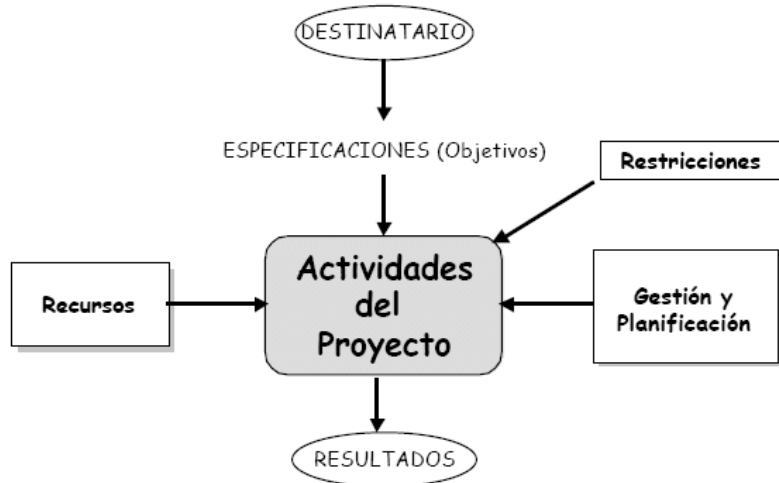 DESTINATARIO
ESPECIFICACIONES (Objetivos)
Restricciones
Actividades
del
Proyecto
Recursos
Gestión y
Planificación
RESULTADOS